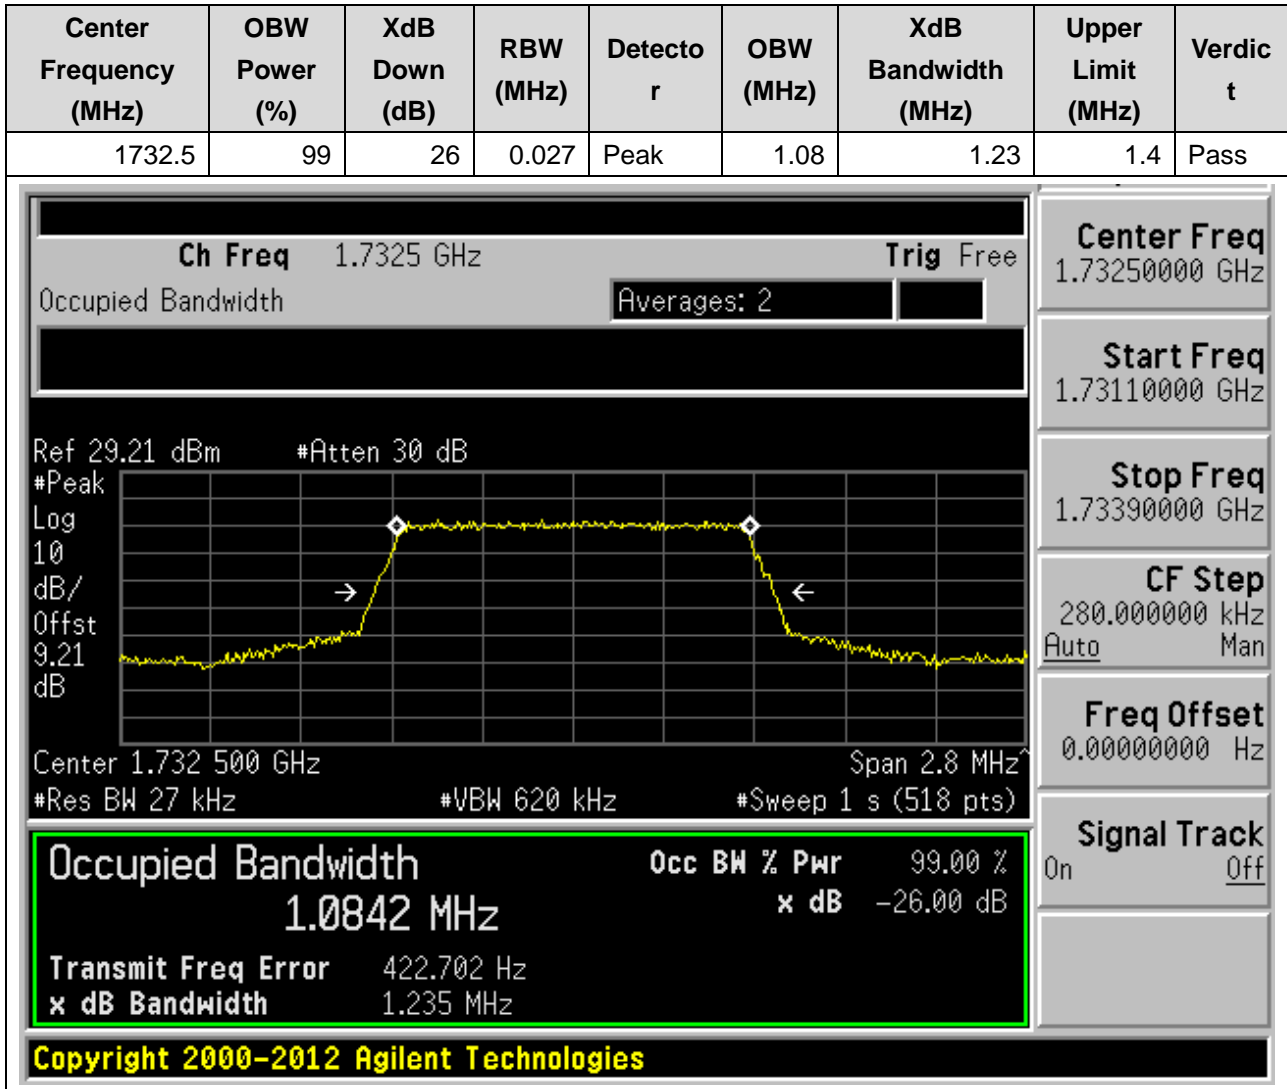 Center Frequency (MHz) OBW Power (%) XdB Down (dB) RBW (MHz) Detecto r OBW (MHz) XdB Bandwidth (MHz) Upper Limit (MHz) Verdic t
1732.5 99 26 0.027 Peak 1.08 1.23 1.4 Pass
Ch Freq 1.7325 GHz Trig Free
Occupied Bandwidth Averages: 2
Ref 29.21 dBm #Atten 30 dB
#Peak
Log
10
dB/
Offst
9.21
dB
Center 1.732 500 GHz Span 2.8 MHz^
#Res BW 27 kHz #VBW 620 kHz #Sweep 1 s (518 pts)
Occupied Bandwidth Occ BW % Pwr 99.00 %
1.0842 MHz x dB -26.00 dB
Transmit Freq Error 422.702 Hz
x dB Bandwidth 1.235 MHz
Copyright 2000-2012 Agilent Technologies
Center Freq
1.73250000 GHz
Start Freq
1.73110000 GHz
Stop Freq
1.73390000 GHz
CF Step
280.000000 kHz
Auto Man
Freq Offset
0.00000000 Hz
Signal Track
On Off